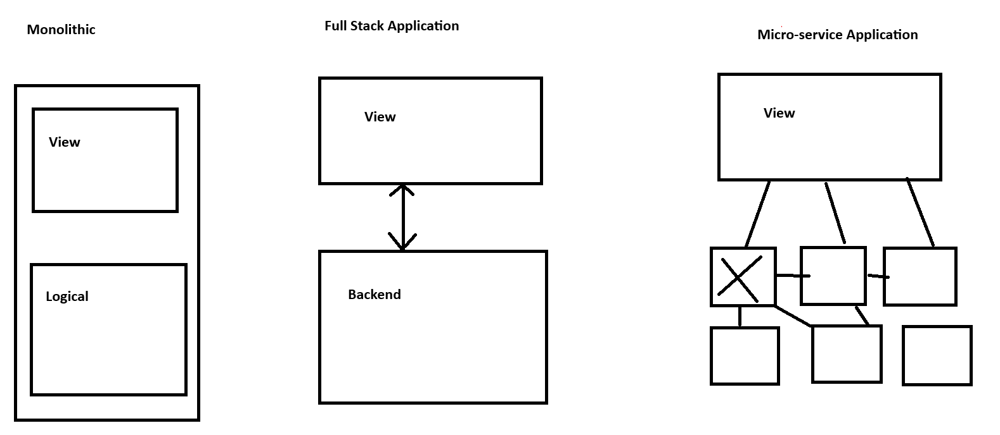 Monolithic
Full Stack Application
Micro-service Application
View
View
View
Logical
Backend